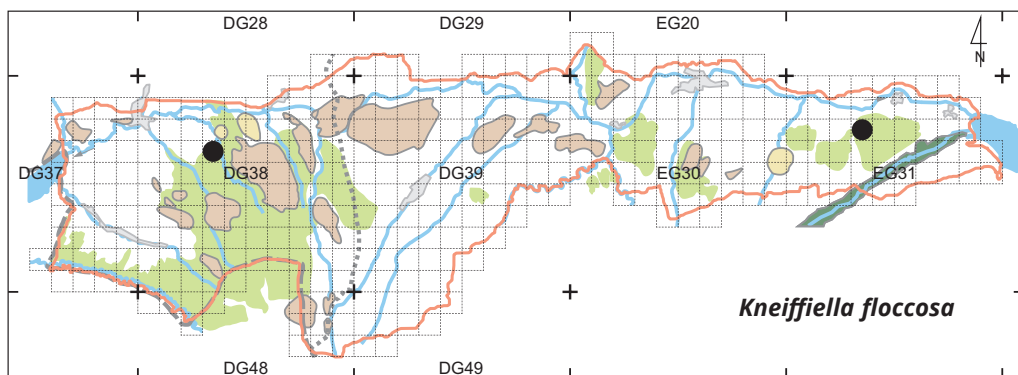 DG28 DG29 EG20
N
DG37 DG38 DG39 EG30 EG31
Kneiffiella floccosa
DG48 DG49